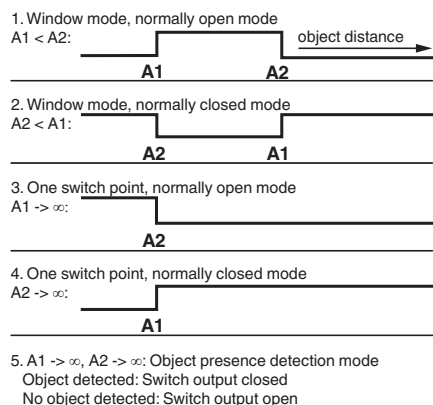 1. Window mode, normally open mode
A1 < A2:
object distance
A1 A2
2. Window mode, normally closed mode
A2 < A1:
A2 A1
3. One switch point, normally open mode
A1 -> ∞:
A2
4. One switch point, normally closed mode
A2 -> ∞:
A1
5. A1 -> ∞, A2 -> ∞: Object presence detection mode
Object detected: Switch output closed
No object detected: Switch output open